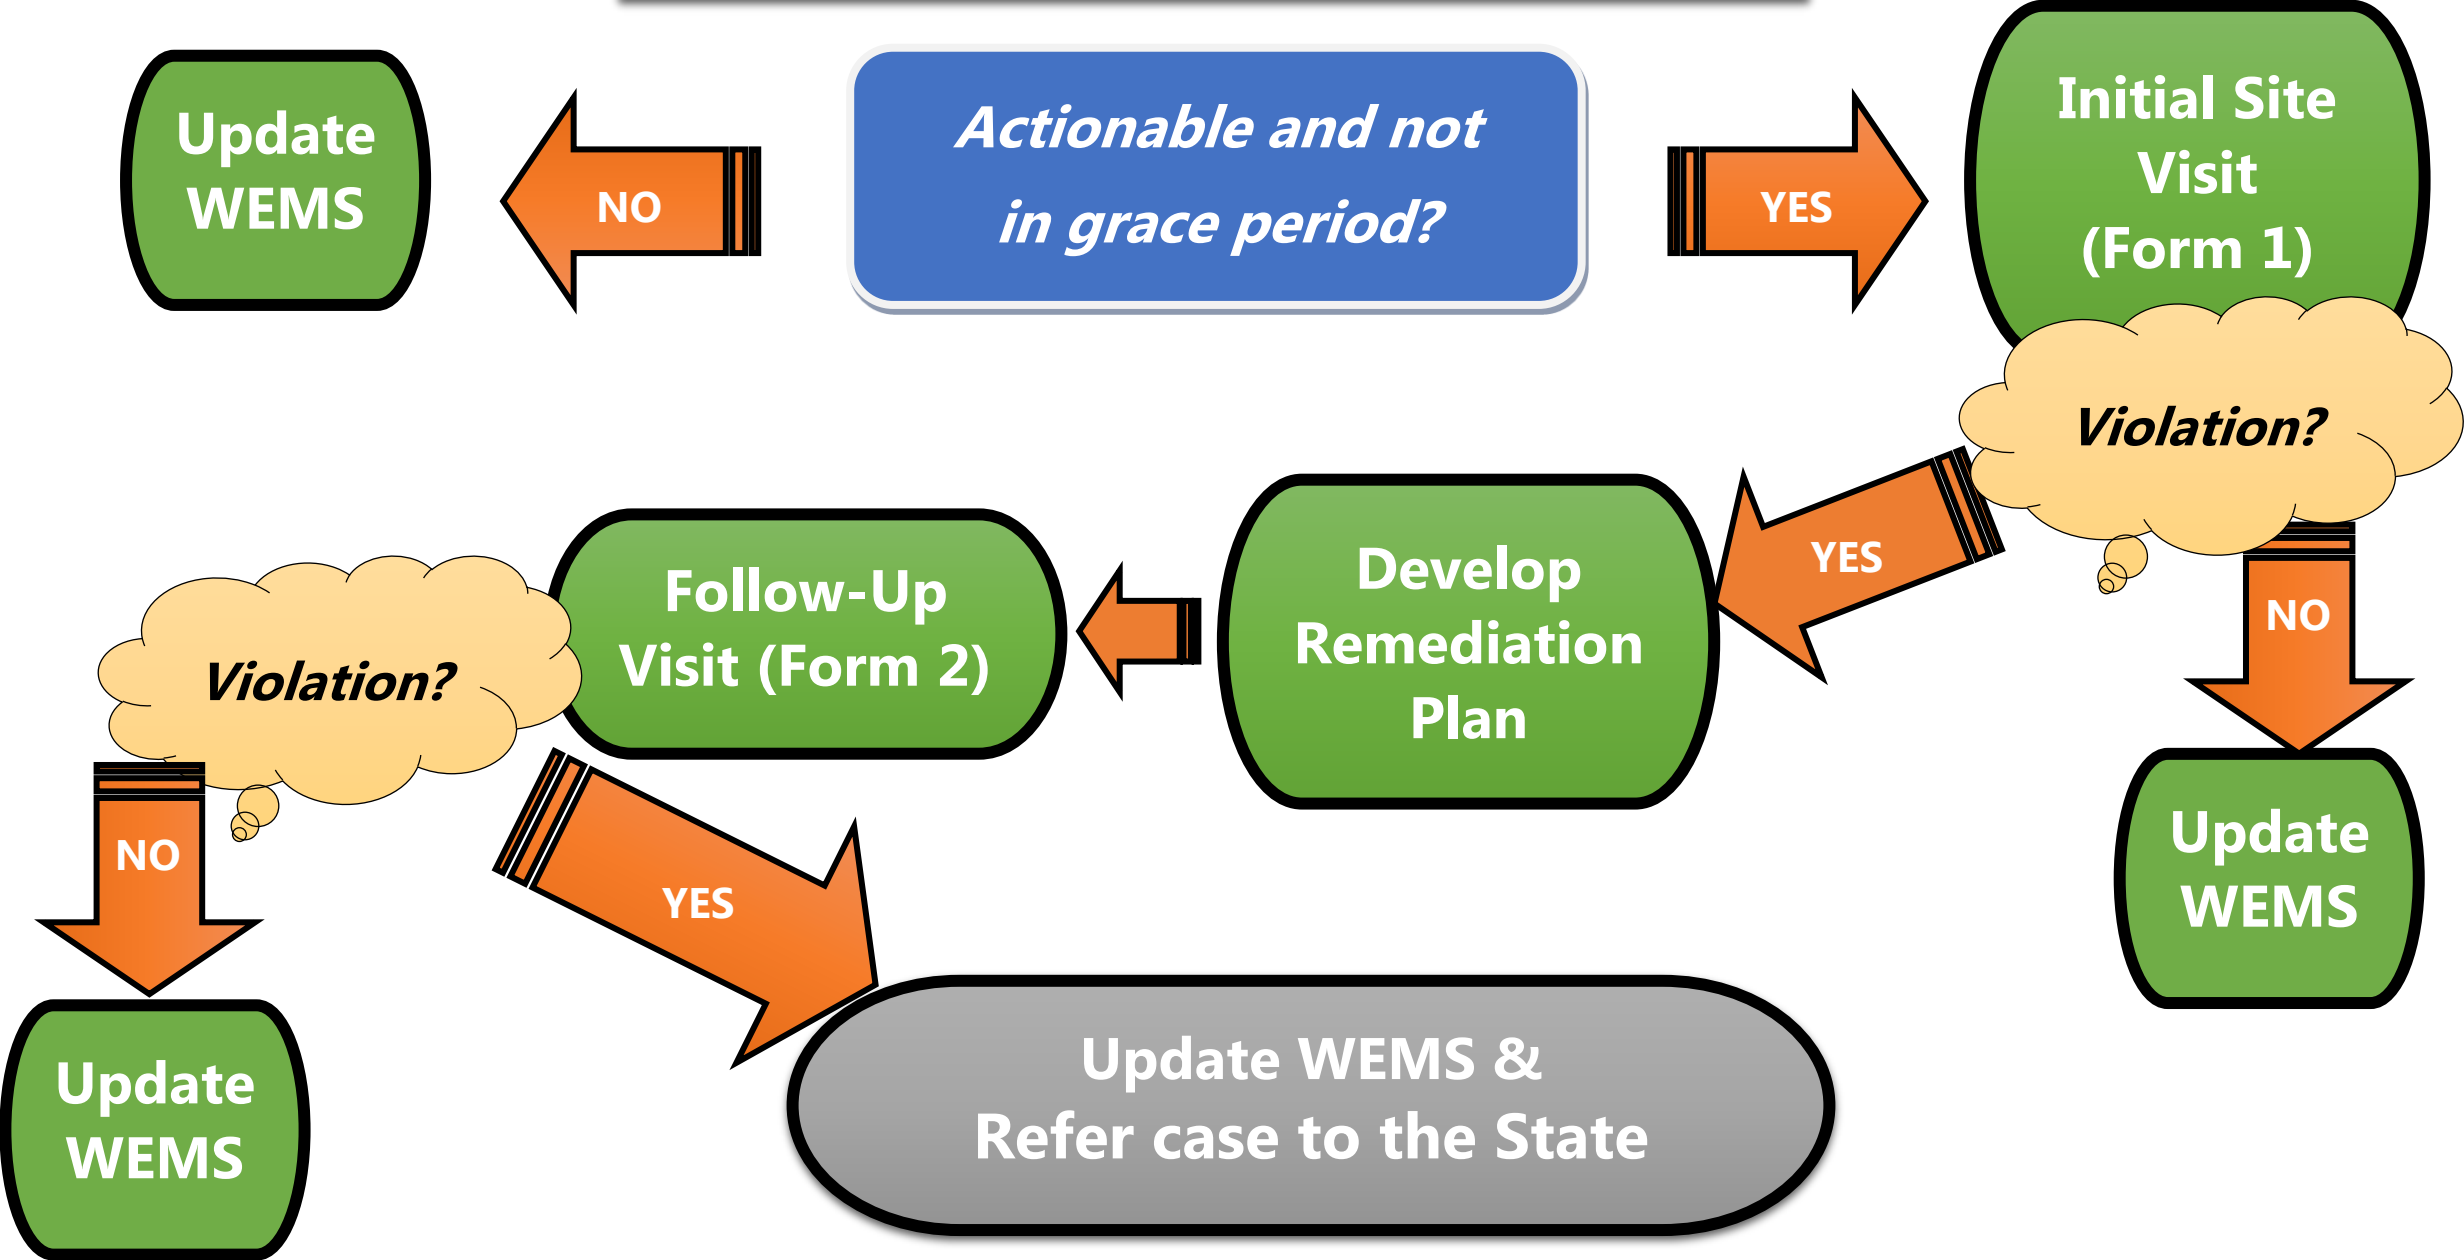 Update
WEMS
NO
Actionable and not
in grace period?
YES
Initial Site
Visit
(Form 1)
Violation?
YES
NO
Develop
Remediation
Plan
Follow-Up
Visit (Form 2)
Violation?
NO
YES
Update
WEMS
Update WEMS &
Refer case to the State
Update
WEMS